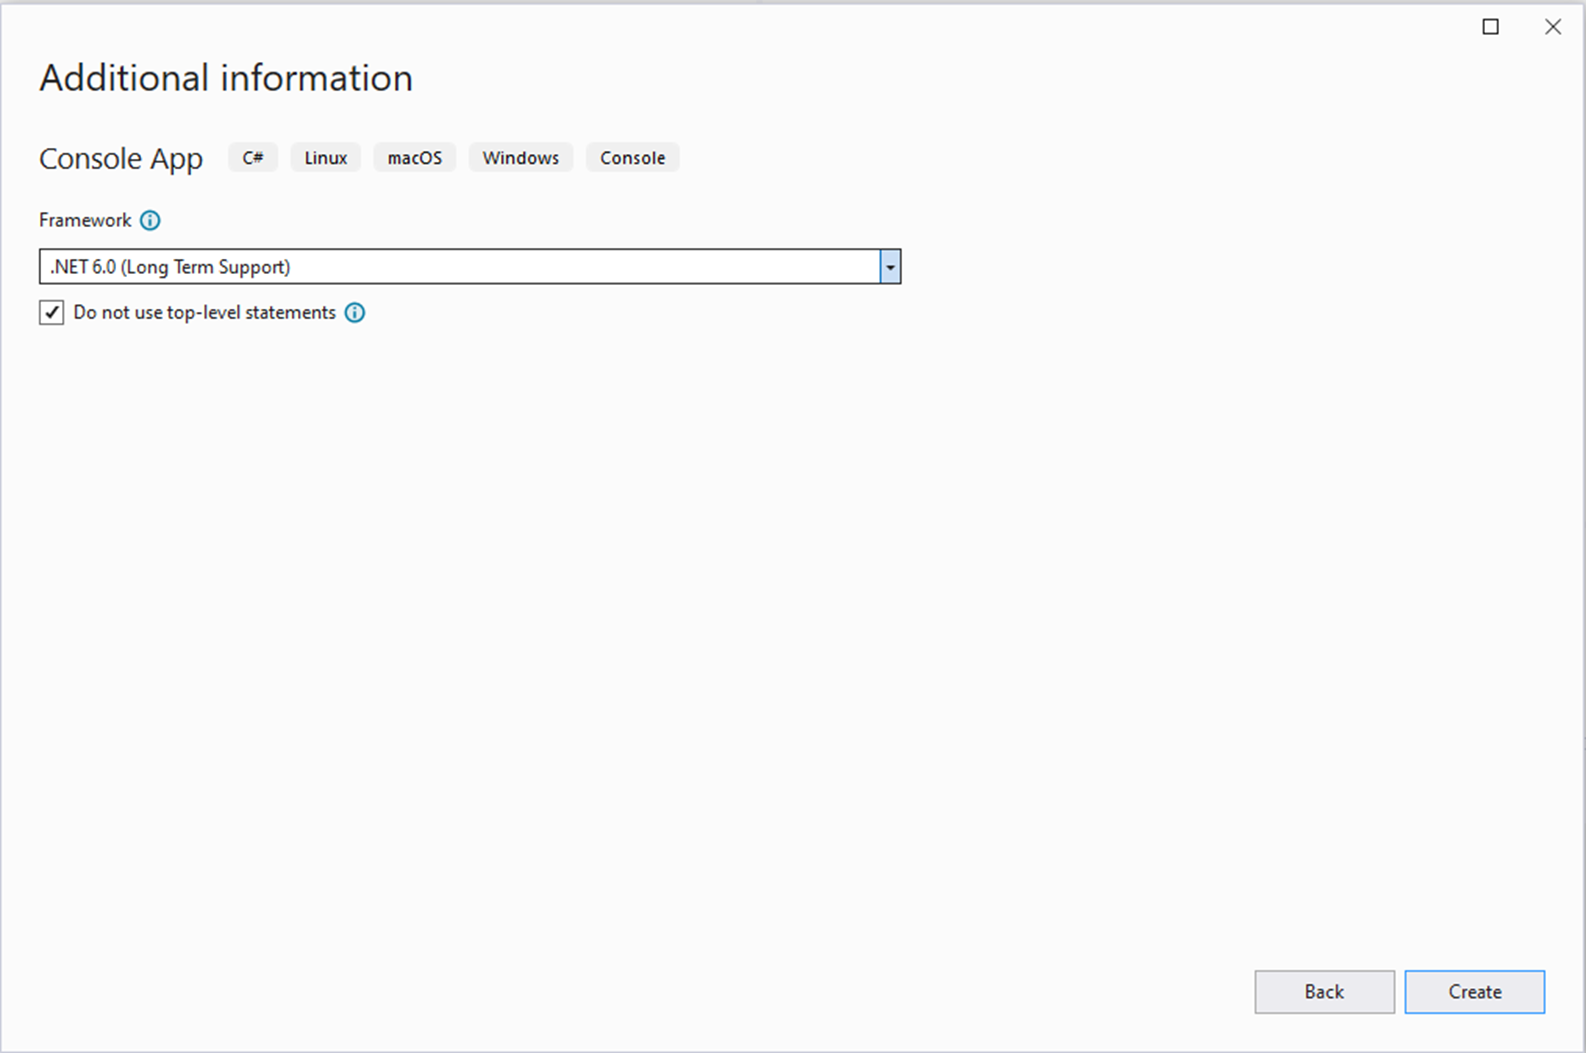 Additional information
Console App C# Linux macOS Windows Console
Framework
.NET 6.0 (Long Term Support)
Do not use top-level statements
Back Create